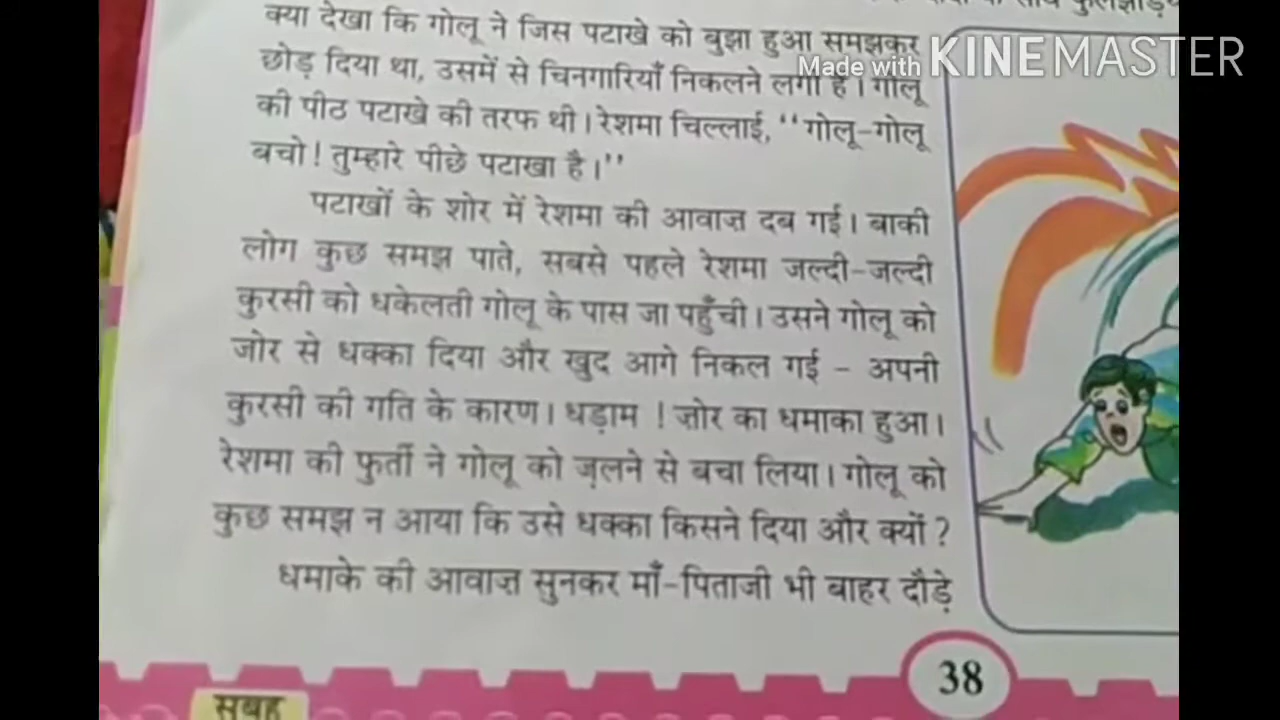 क्या देखा कि गोलू ने जिस पटाखे को बुझा हुआ समझकर
छोड़ दिया था, उसमें से चिनगारियाँ निकलने लगी हैं। गोलू
की पीठ पटाखे की तरफ थी। रेशमा चिल्लाई, ‘‘गोलू-गोलू
बचो! तुम्हारे पीछे पटाखा है।’’
पटाखों के शोर में रेशमा की आवाज़ दब गई। बाकी
लोग कुछ समझ पाते, सबसे पहले रेशमा जल्दी-जल्दी
कुरसी को धकेलती गोलू के पास जा पहुँची। उसने गोलू को
जोर से धक्का दिया और खुद आगे निकल गई - अपनी
कुरसी की गति के कारण। धड़ाम ! ज़ोर का धमाका हुआ।
रेशमा की फुर्ती ने गोलू को ज़लने से बचा लिया। गोलू को
कुछ समझ न आया कि उसे धक्का किसने दिया और क्यों ?
धमाके की आवाज़ सुनकर माँ-पिताजी भी बाहर दौड़े
38
सुबह
Made with KINEMASTER